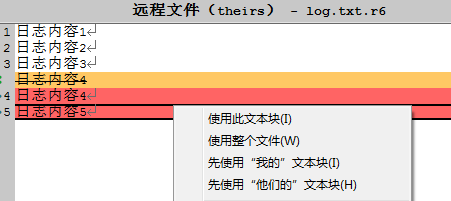 远程文件（theirs） - log.txt.r6
1 日志内容1
2 日志内容2
3 日志内容3
日志内容4
4 日志内容4
5 日志内容5
使用此文本块(I)
使用整个文件(W)
先使用“我的”文本块(I)
先使用“他们的”文本块(H)